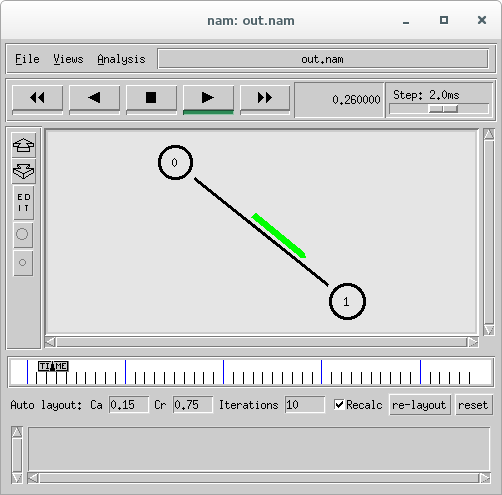 nam: out.nam
File Views Analysis out.nam
0.260000 Step: 2.0ms
ED
IT
0
1
TIME
Auto layout: Ca 0.15 Cr 0.75 Iterations 10 Recalc re-layout reset